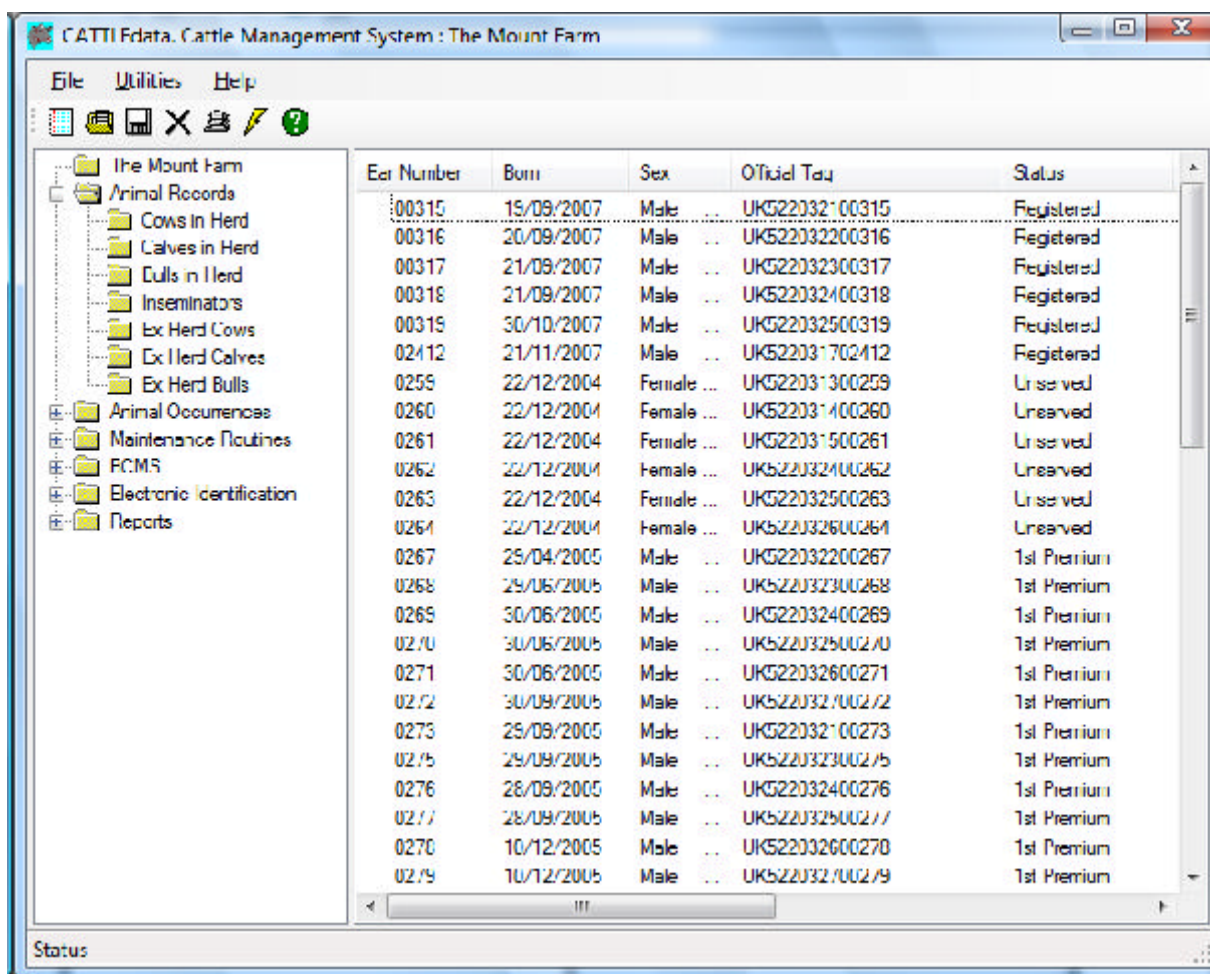 CATTLEdata. Cattle Management System : The Mount Farm
File Utilities Help
The Mount Farm
Animal Records
Cows in Herd
Calves in Herd
Bulls in Herd
Inseminators
Ex Herd Cows
Ex Herd Calves
Ex Herd Bulls
Animal Occurrences
Maintenance Routines
BCMS
Electronic Identification
Reports
Ear Number Born Sex Official Tag Status
00315 19/09/2007 Male ... UK522032100315 Registered
00316 20/09/2007 Male ... UK522032200316 Registered
00317 21/09/2007 Male ... UK522032300317 Registered
00318 21/09/2007 Male ... UK522032400318 Registered
00319 30/10/2007 Male ... UK522032500319 Registered
02412 21/11/2007 Male ... UK522031702412 Registered
0259 22/12/2004 Female ... UK522031300259 Unserved
0260 22/12/2004 Female ... UK522031400260 Unserved
0261 22/12/2004 Female ... UK522031500261 Unserved
0262 22/12/2004 Female ... UK522032400262 Unserved
0263 22/12/2004 Female ... UK522032500263 Unserved
0264 22/12/2004 Female ... UK522032600264 Unserved
0267 29/04/2005 Male ... UK522032200267 1st Premium
0268 29/06/2005 Male ... UK522032300268 1st Premium
0269 30/06/2005 Male ... UK522032400269 1st Premium
0270 30/06/2005 Male ... UK522032500270 1st Premium
0271 30/06/2005 Male ... UK522032600271 1st Premium
0272 30/09/2005 Male ... UK522032700272 1st Premium
0273 29/09/2005 Male ... UK522032100273 1st Premium
0275 29/09/2005 Male ... UK522032300275 1st Premium
0276 28/09/2005 Male ... UK522032400276 1st Premium
0277 28/09/2005 Male ... UK522032500277 1st Premium
0278 10/12/2005 Male ... UK522032600278 1st Premium
0279 10/12/2005 Male ... UK522032700279 1st Premium
Status